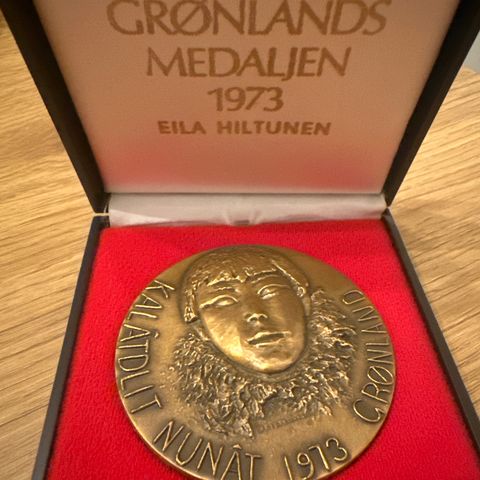 GRØNLANDS
MEDALJEN
1973
EILA HILTUNEN
KALÂTDLIT NUNÂT 1973 GRØNLAND